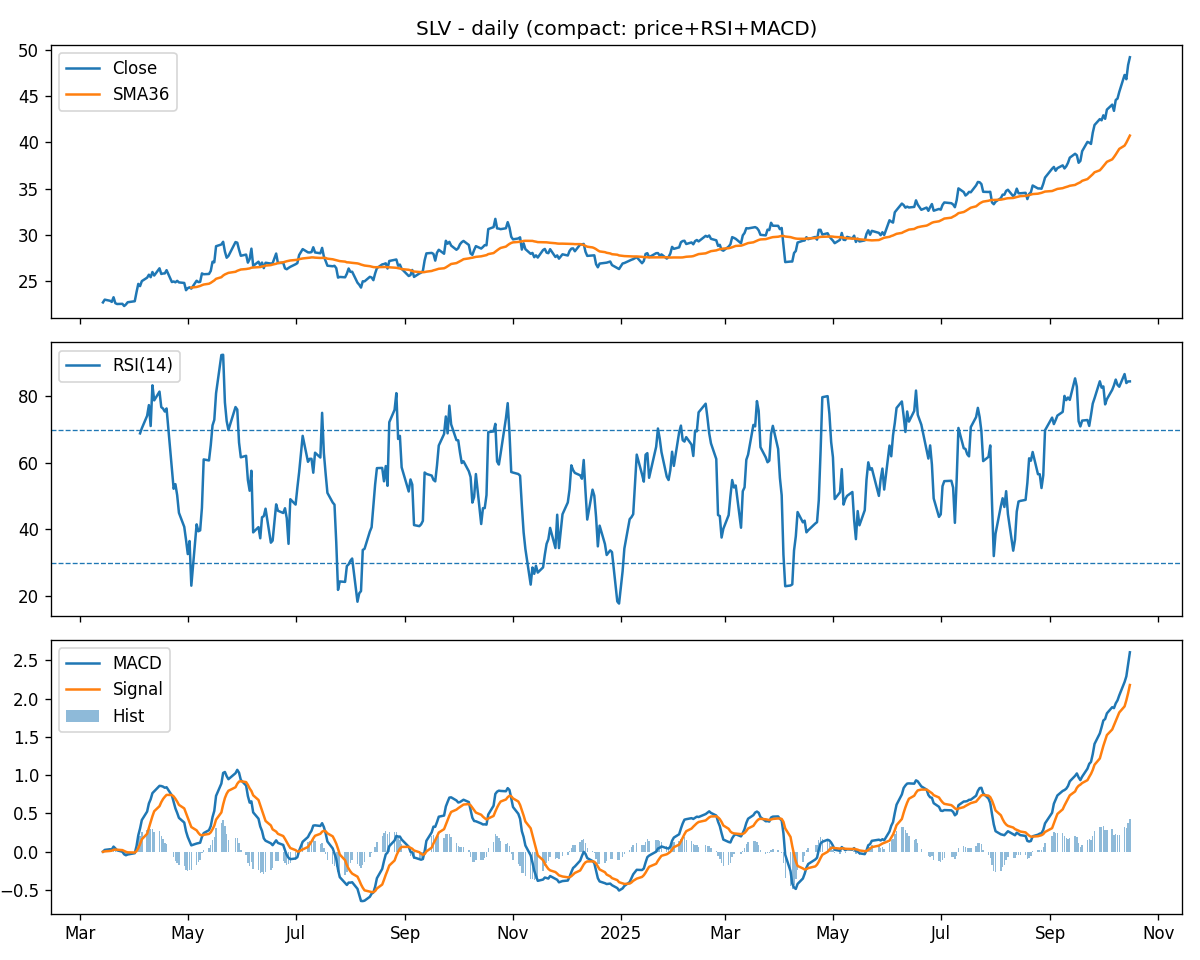 SLV - daily (compact: price+RSI+MACD)
50
45
40
35
30
25
Close
SMA36
80
60
40
20
RSI(14)
2.5
2.0
1.5
1.0
0.5
0.0
−0.5
MACD
Signal
Hist
Mar May Jul Sep Nov 2025 Mar May Jul Sep Nov